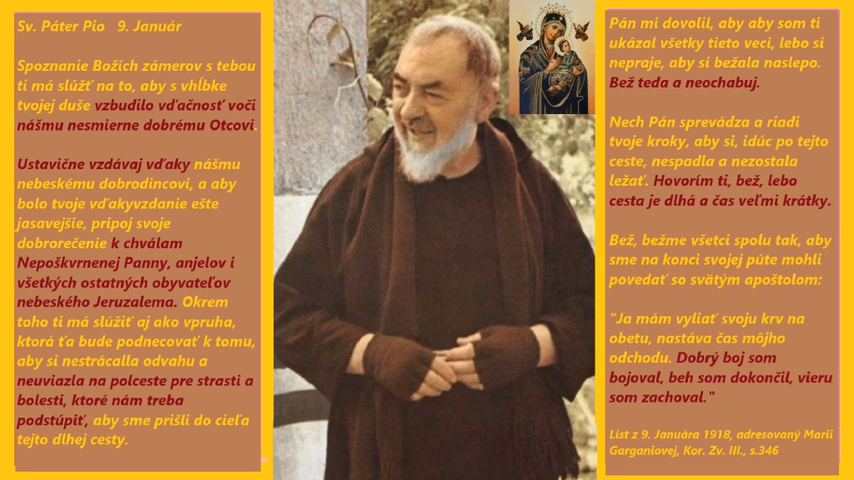 Sv. Páter Pio 9. Január
Spoznanie Božích zámerov s tebou
ti má slúžť na to, aby s vhĺbke
tvojej duše vzbudilo vďačnosť voči
nášmu nesmierne dobrému Otcovi.
Ustavične vzdávaj vďaky nášmu
nebeskému dobrodincovi, a aby
bolo tvoje vďakyvzdanie ešte
jasavejšie, pripoj svoje
dobrorečenie k chválam
Nepoškvrnenej Panny, anjelov i
všetkých ostatných obyvateľov
nebeského Jeruzalema. Okrem
toho ti má slúžiť aj ako vpruha,
ktorá ťa bude podnecovať k tomu,
aby si nestrácalla odvahu a
neuviazla na polceste pre strasti a
bolesti, ktoré nám treba
podstúpiť, aby sme prišli do cieľa
tejto dlhej cesty.
Pán mi dovolil, aby aby som ti
ukázal všetky tieto veci, lebo si
nepraje, aby si bežala naslepo.
Bež teda a neochabuj.
Nech Pán sprevádza a riadi
tvoje kroky, aby si, idúc po tejto
ceste, nespadla a nezostala
ležať. Hovorím ti, bež, lebo
cesta je dlhá a čas veľmi krátky.
Bež, bežme všetci spolu tak, aby
sme na konci svojej púte mohli
povedať so svätým apoštolom:
"Ja mám vyliať svoju krv na
obetu, nastáva čas môjho
odchodu. Dobrý boj som
bojoval, beh som dokončil, vieru
som zachoval."
List z 9. Januára 1918, adresovaný Marii
Garganiovej, Kor. Zv. III., s.346